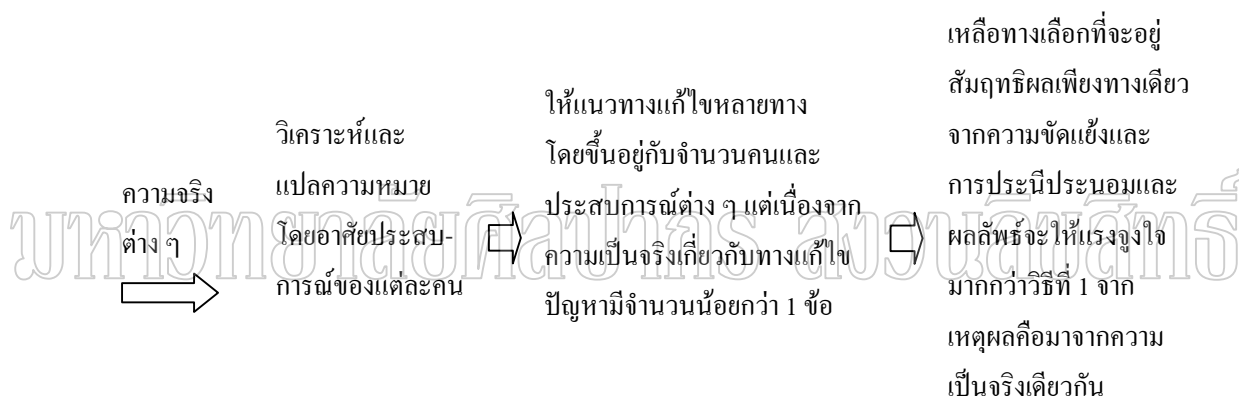 ความจริง
ต่าง ๆ
วิเคราะห์และ
แปลความหมาย
โดยอาศัยประสบ-
การณ์ของแต่ละคน
ให้แนวทางแก้ไขหลายทาง
โดยขึ้นอยู่กับจำนวนคนและ
ประสบการณ์ต่าง ๆ แต่เนื่องจาก
ความเป็นจริงเกี่ยวกับทางแก้ไข
ปัญหามีจำนวนน้อยกว่า 1 ข้อ
เหลือทางเลือกที่จะอยู่
สัมฤทธิผลเพียงทางเดียว
จากความขัดแย้งและ
การประนีประนอมและ
ผลลัพธ์จะให้แรงจูงใจ
มากกว่าวิธีที่ 1 จาก
เหตุผลคือมาจากความ
เป็นจริงเดียวกัน
มหาวิทยาลัยศิลปากร สงวนลิขสิทธิ์